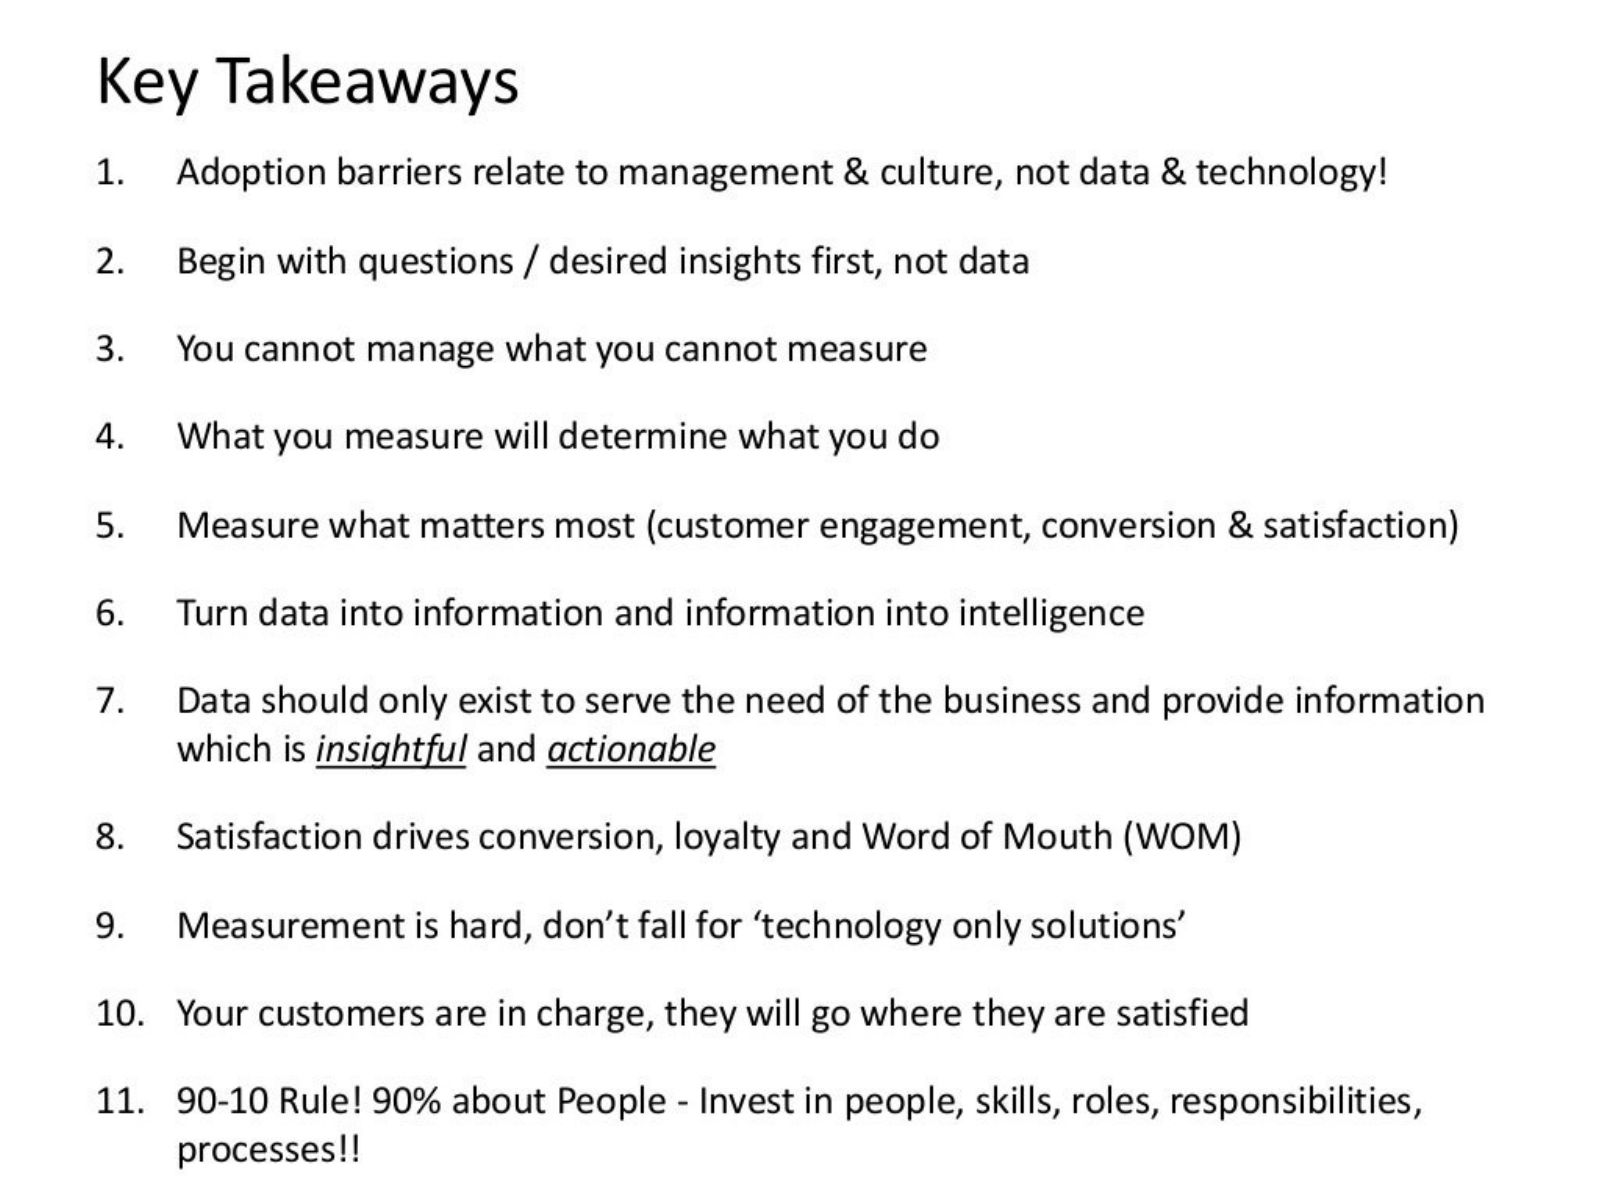 Key Takeaways
1. Adoption barriers relate to management & culture, not data & technology!
2. Begin with questions / desired insights first, not data
3. You cannot manage what you cannot measure
4. What you measure will determine what you do
5. Measure what matters most (customer engagement, conversion & satisfaction)
6. Turn data into information and information into intelligence
7. Data should only exist to serve the need of the business and provide information
which is insightful and actionable
8. Satisfaction drives conversion, loyalty and Word of Mouth (WOM)
9. Measurement is hard, don’t fall for ‘technology only solutions’
10. Your customers are in charge, they will go where they are satisfied
11. 90-10 Rule! 90% about People - Invest in people, skills, roles, responsibilities,
processes!!